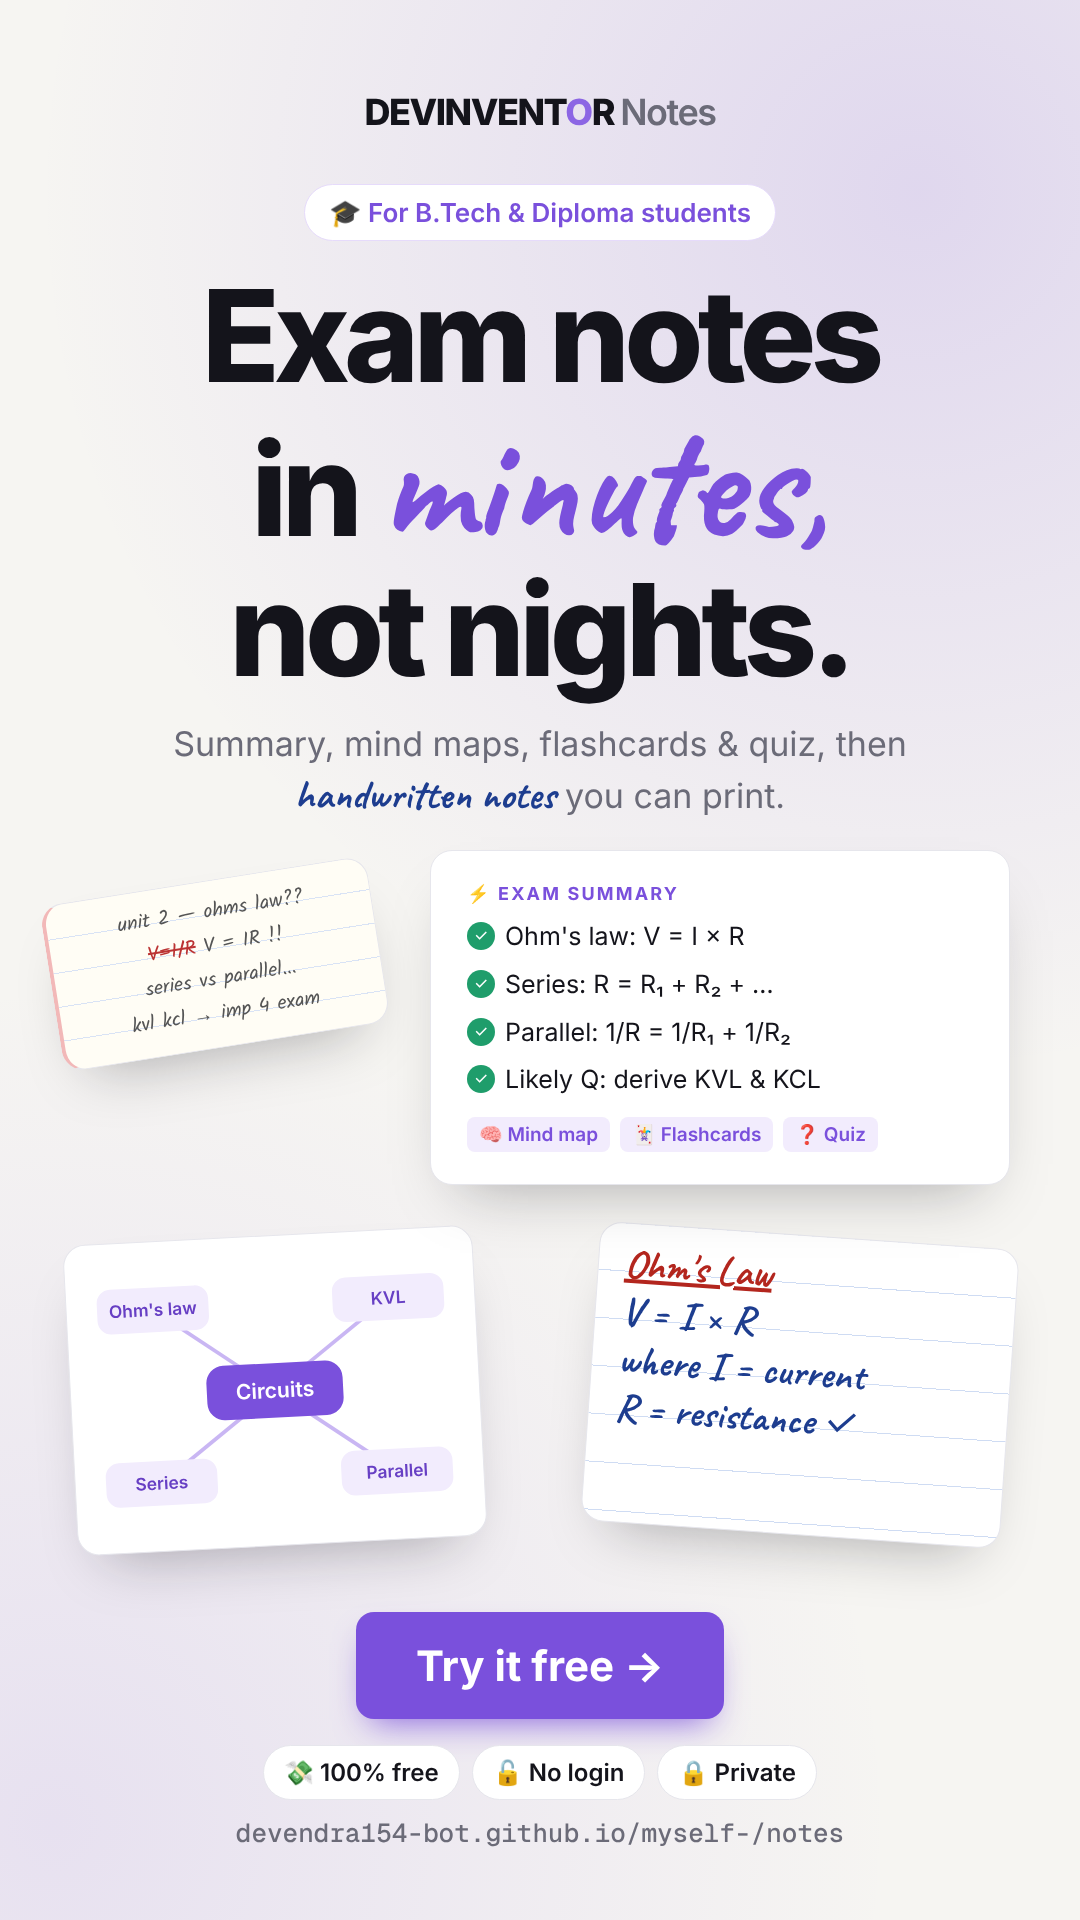 DEVINVENTOR Notes
🎓 For B.Tech & Diploma students
Exam notes
in minutes,
not nights.
Summary, mind maps, flashcards & quiz, then
handwritten notes you can print.
unit 2 — ohms law??
V=I/R V = IR !!
series vs parallel...
kvl kcl → imp 4 exam
⚡ EXAM SUMMARY
Ohm's law: V = I × R
Series: R = R₁ + R₂ + ...
Parallel: 1/R = 1/R₁ + 1/R₂
Likely Q: derive KVL & KCL
🧠 Mind map 🃏 Flashcards ❓ Quiz
Ohm's law
KVL
Circuits
Series
Parallel
Ohm's Law
V = I × R
where I = current
R = resistance ✓
Try it free →
💸 100% free 🔓 No login 🔒 Private
devendra154-bot.github.io/myself-/notes